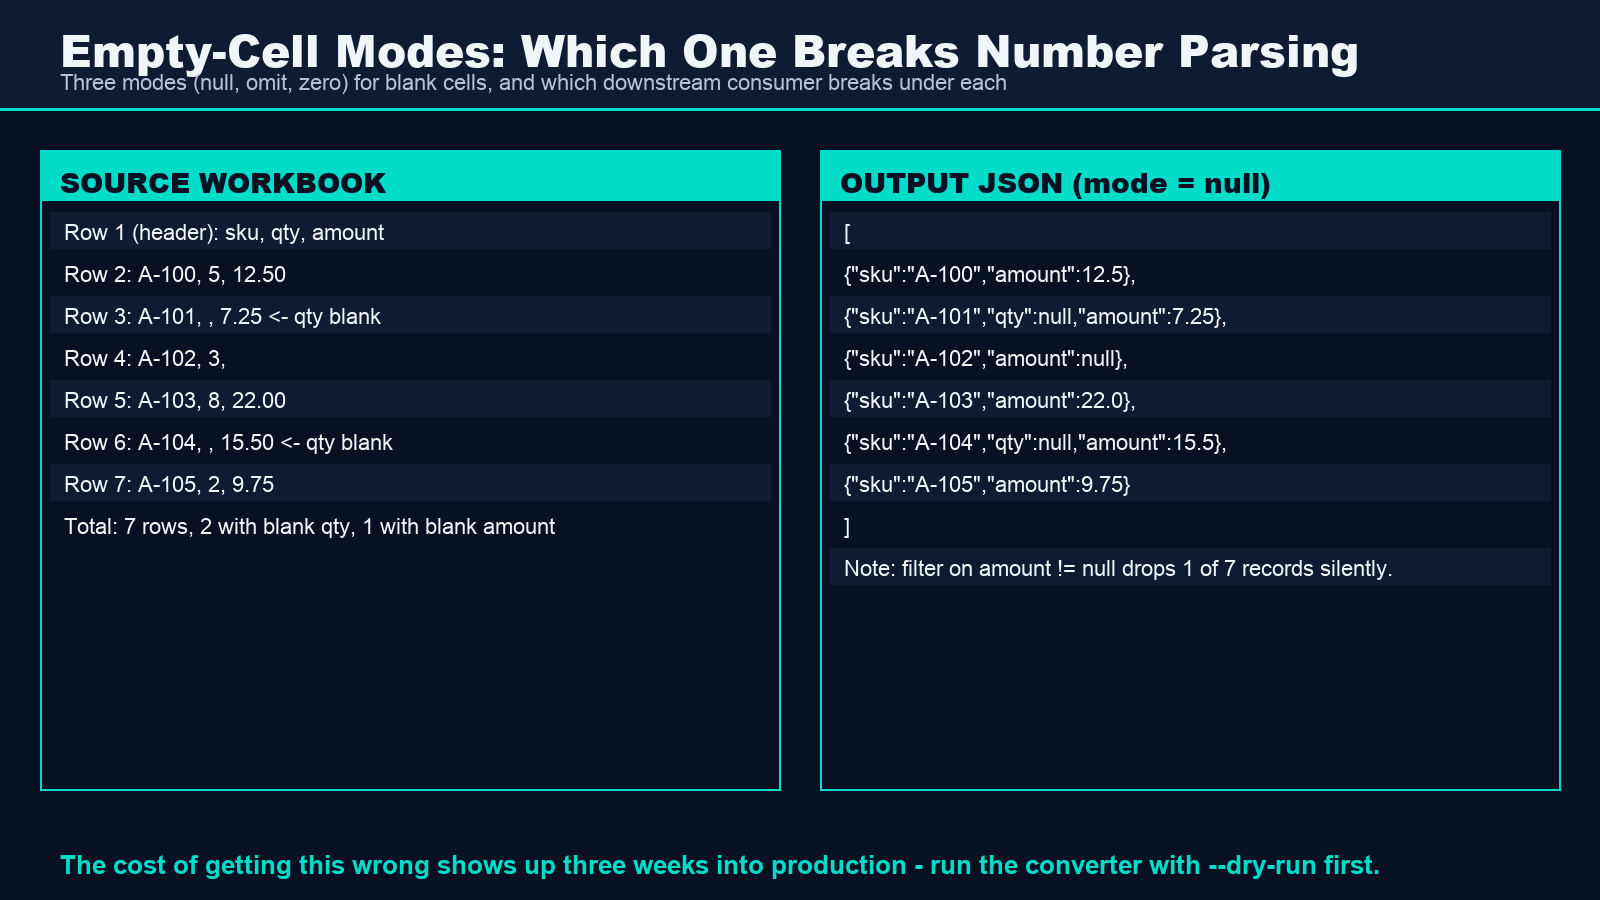 Empty-Cell Modes: Which One Breaks Number Parsing
Three modes (null, omit, zero) for blank cells, and which downstream consumer breaks under each
SOURCE WORKBOOK
Row 1 (header): sku, qty, amount
Row 2: A-100, 5, 12.50
Row 3: A-101, , 7.25 <- qty blank
Row 4: A-102, 3,
Row 5: A-103, 8, 22.00
Row 6: A-104, , 15.50 <- qty blank
Row 7: A-105, 2, 9.75
Total: 7 rows, 2 with blank qty, 1 with blank amount
OUTPUT JSON (mode = null)
[
{"sku":"A-100","amount":12.5},
{"sku":"A-101","qty":null,"amount":7.25},
{"sku":"A-102","amount":null},
{"sku":"A-103","amount":22.0},
{"sku":"A-104","qty":null,"amount":15.5},
{"sku":"A-105","amount":9.75}
]
Note: filter on amount != null drops 1 of 7 records silently.
The cost of getting this wrong shows up three weeks into production - run the converter with --dry-run first.